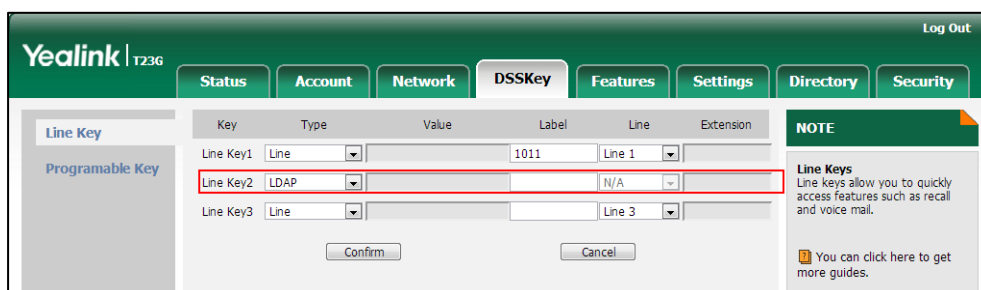 Log Out
Yealink T23G
Status Account Network DSSKey Features Settings Directory Security
Line Key
Programable Key
Key Type Value Label Line Extension
Line Key1 Line 1011 Line 1
Line Key2 LDAP N/A
Line Key3 Line Line 3
Confirm Cancel
NOTE
Line Keys
Line keys allow you to quickly
access features such as recall
and voice mail.
? You can click here to get
more guides.